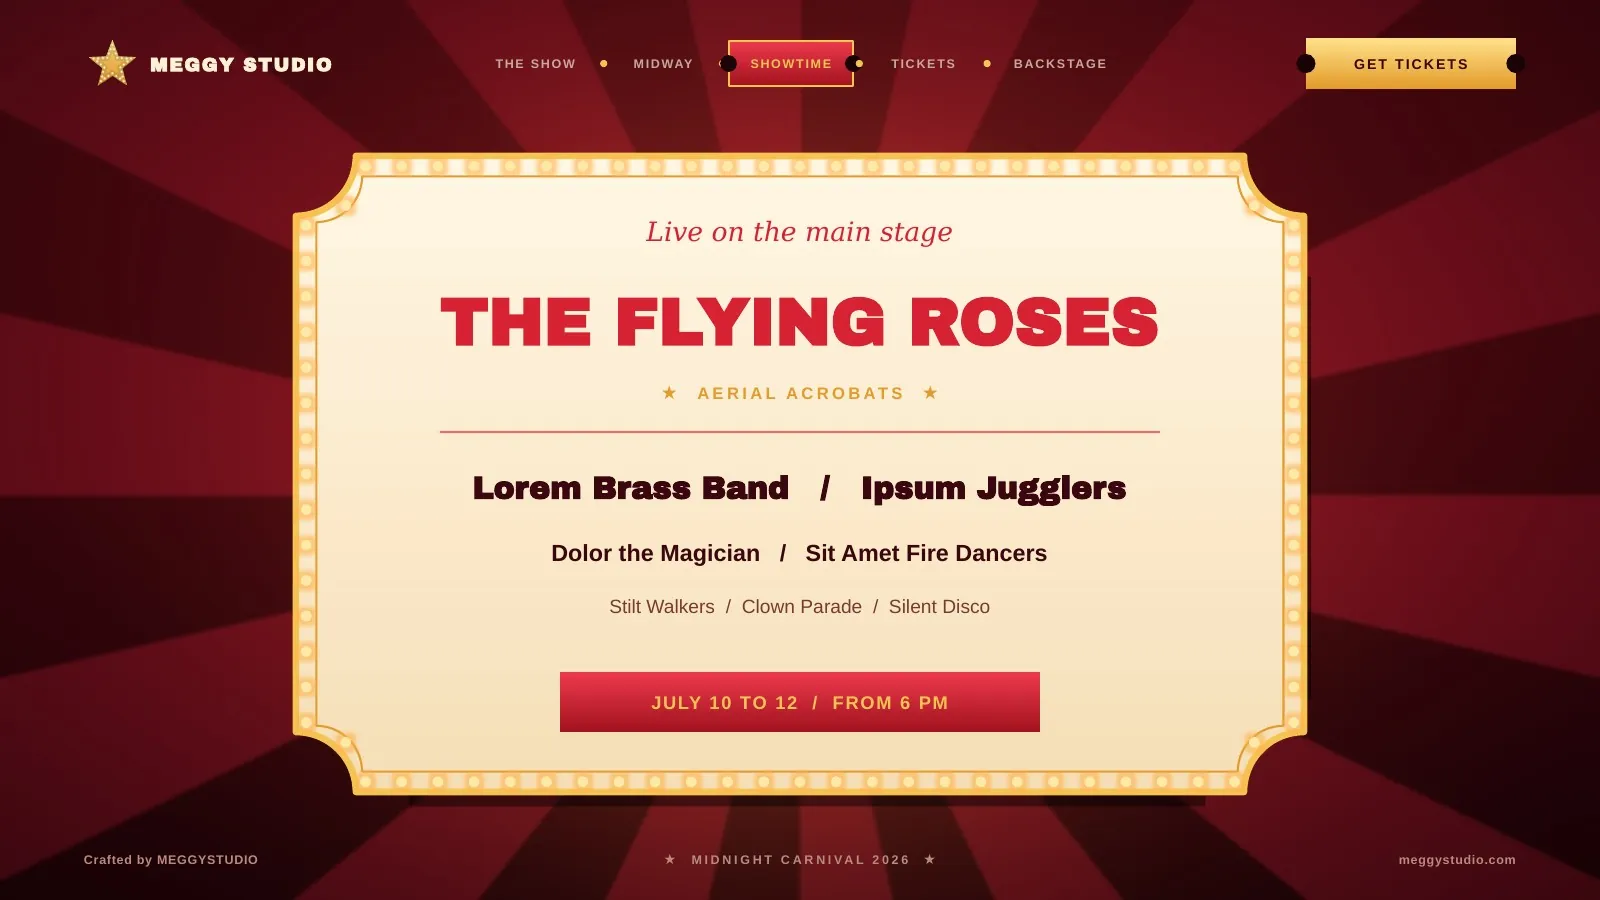 MEGGY STUDIO
THE SHOW • MIDWAY • SHOWTIME • TICKETS • BACKSTAGE
GET TICKETS
Live on the main stage
THE FLYING ROSES
★ AERIAL ACROBATS ★
Lorem Brass Band / Ipsum Jugglers
Dolor the Magician / Sit Amet Fire Dancers
Stilt Walkers / Clown Parade / Silent Disco
JULY 10 TO 12 / FROM 6 PM
Crafted by MEGGYSTUDIO
★ MIDNIGHT CARNIVAL 2026 ★
meggystudio.com